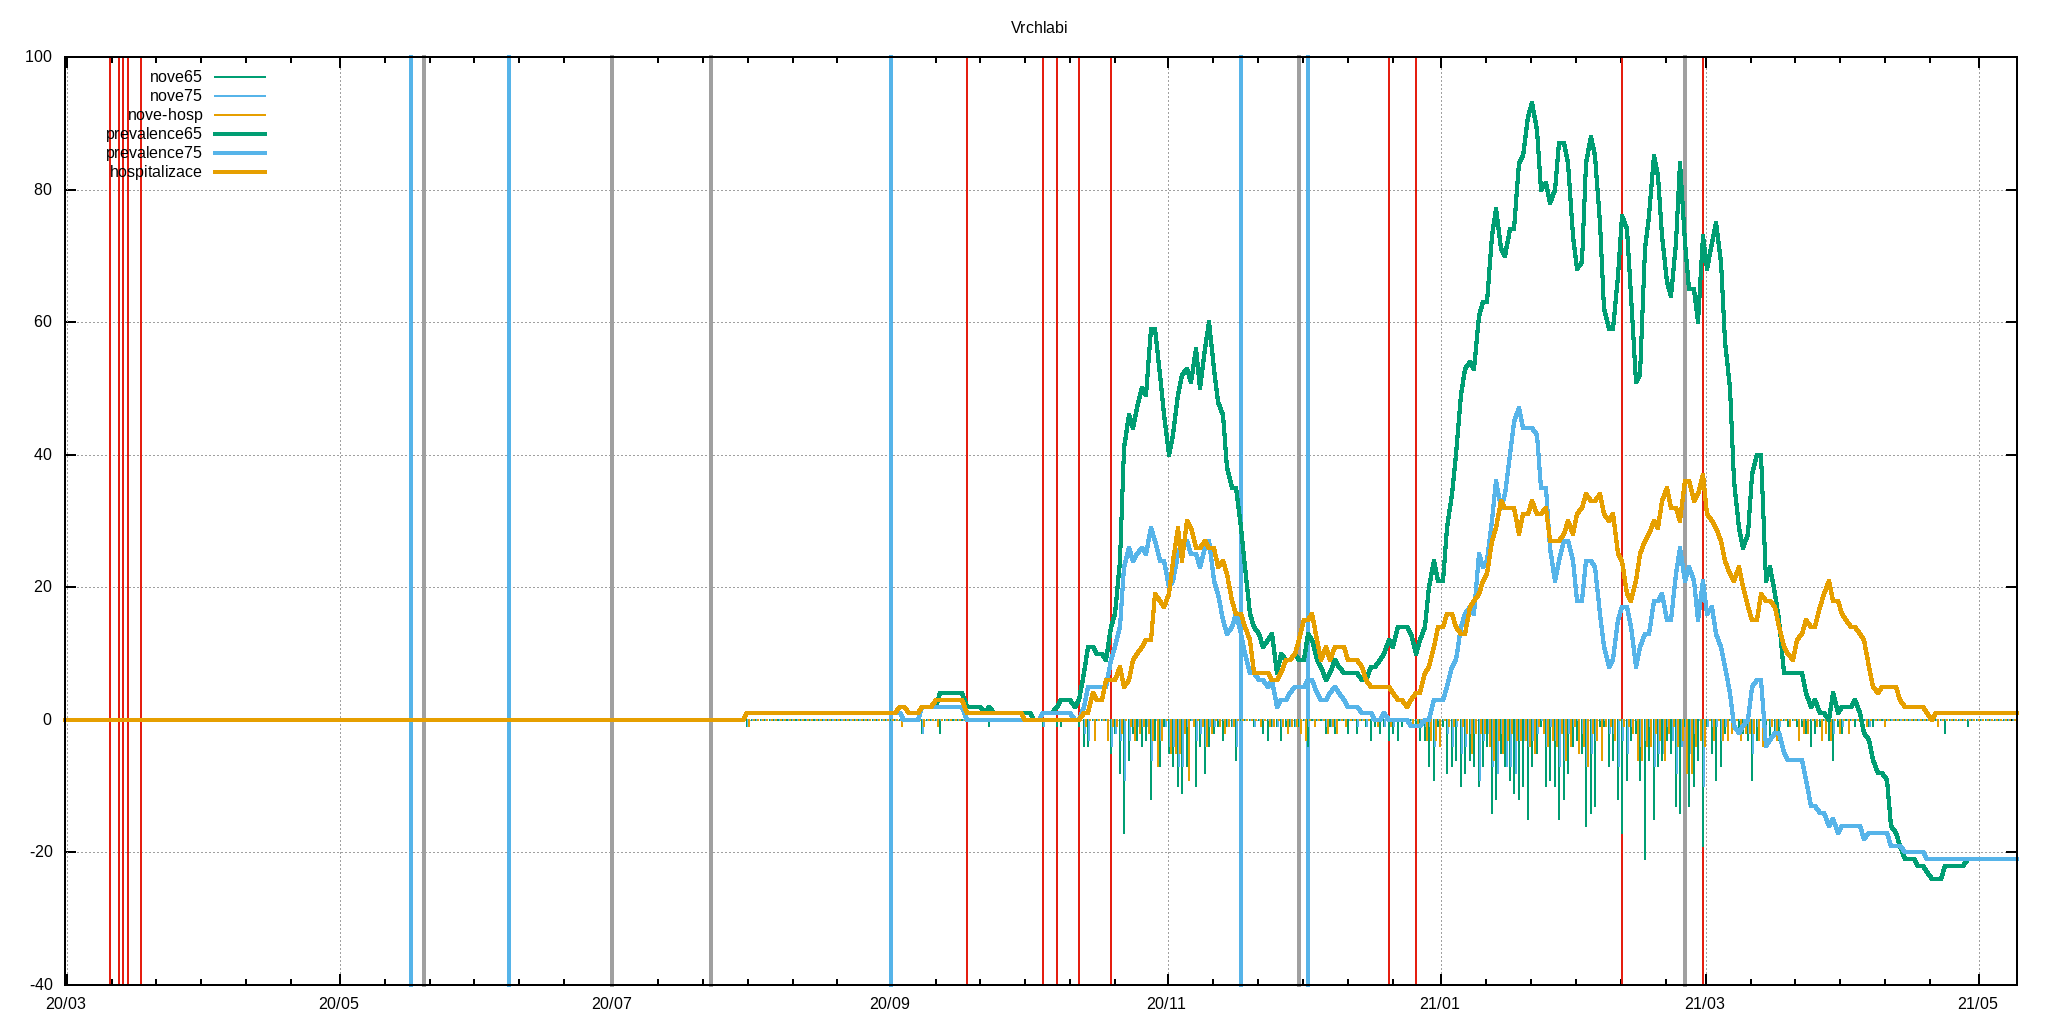 Vrchlabi
100
nove65
nove75
nove-hosp
prevalence65
prevalence75
hospitalizace
80
60
40
20
0
-20
-40
20/03 20/05 20/07 20/09 20/11 21/01 21/03 21/05